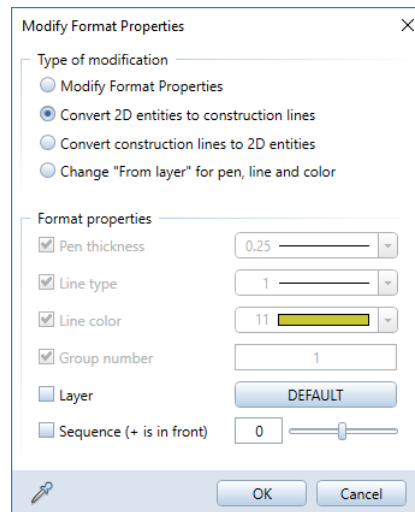 Modify Format Properties
Type of modification
Modify Format Properties
Convert 2D entities to construction lines
Convert construction lines to 2D entities
Change "From layer" for pen, line and color
Format properties
Pen thickness 0.25
Line type 1
Line color 11
Group number 1
Layer DEFAULT
Sequence (+ is in front) 0
OK Cancel